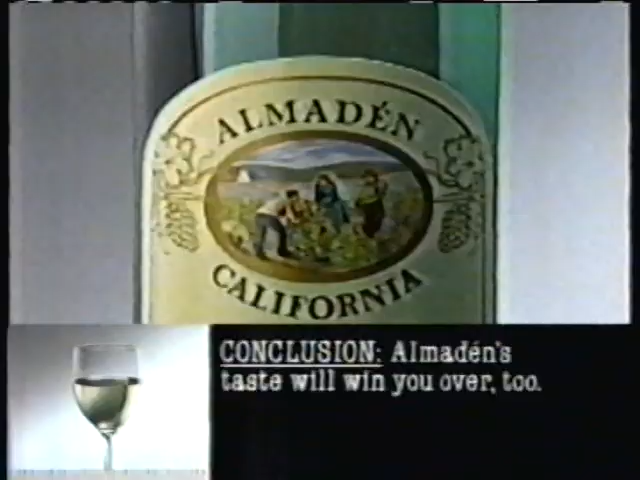 ALMADÉN
CALIFORNIA
CONCLUSION: Almadén's
taste will win you over, too.